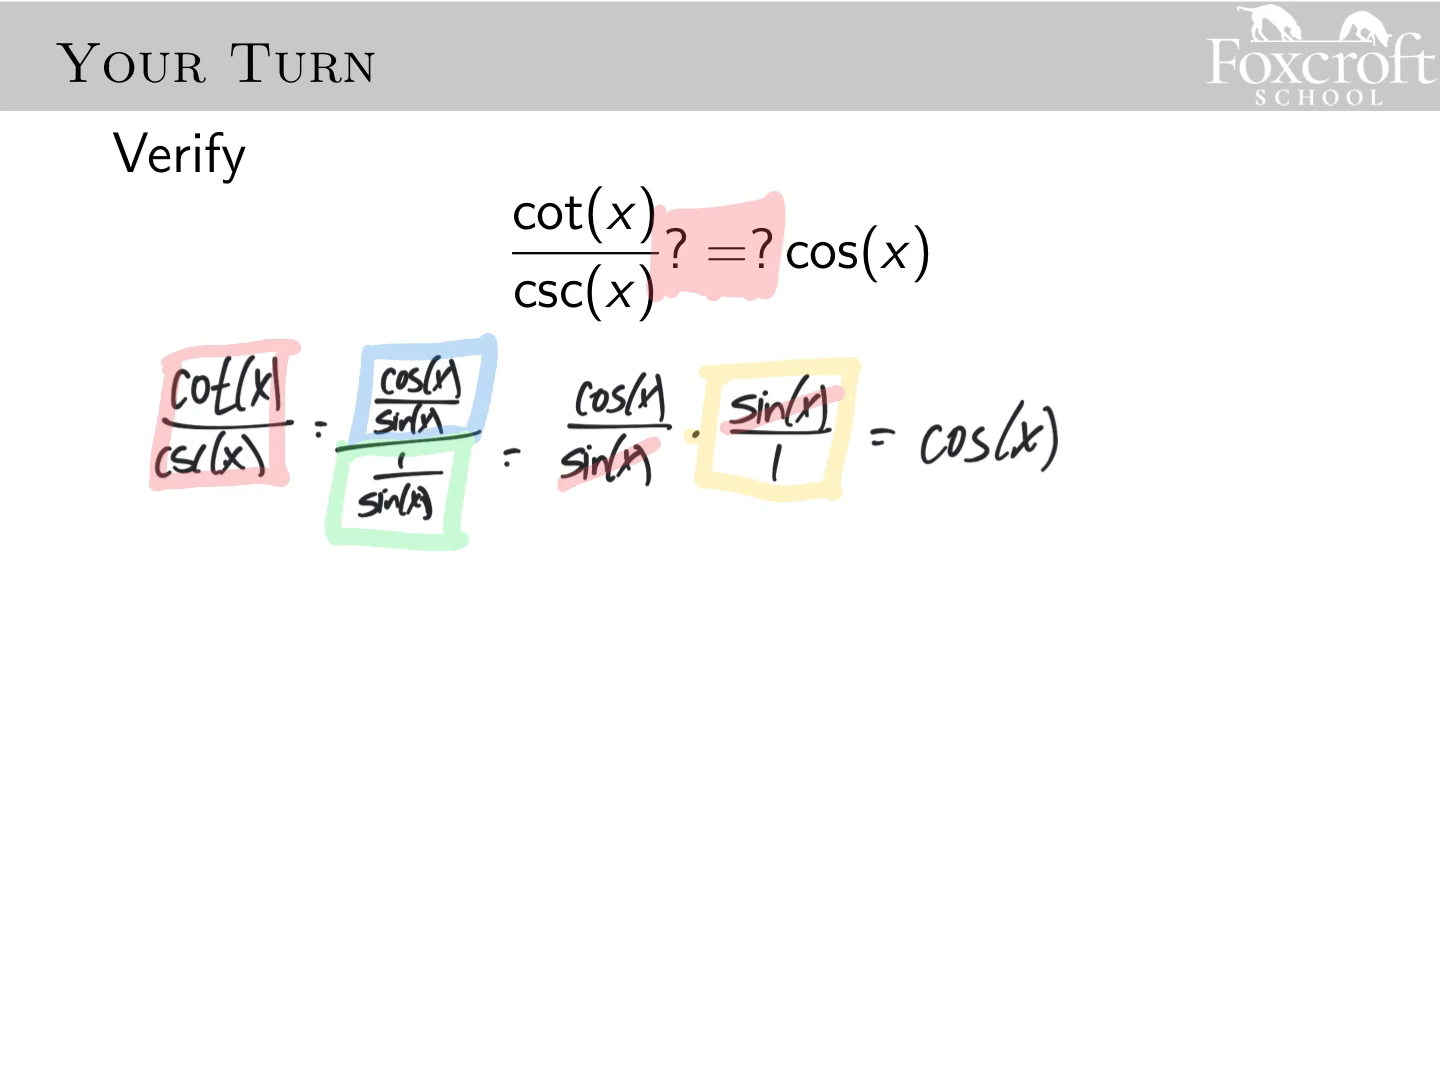 YOUR TURN
Foxcroft
SCHOOL
Verify
cot(x)/csc(x) ? =? cos(x)
cot(x)/csc(x) = (cos(x)/sin(x))/(1/sin(x)) = cos(x)/sin(x) · sin(x)/1 = cos(x)